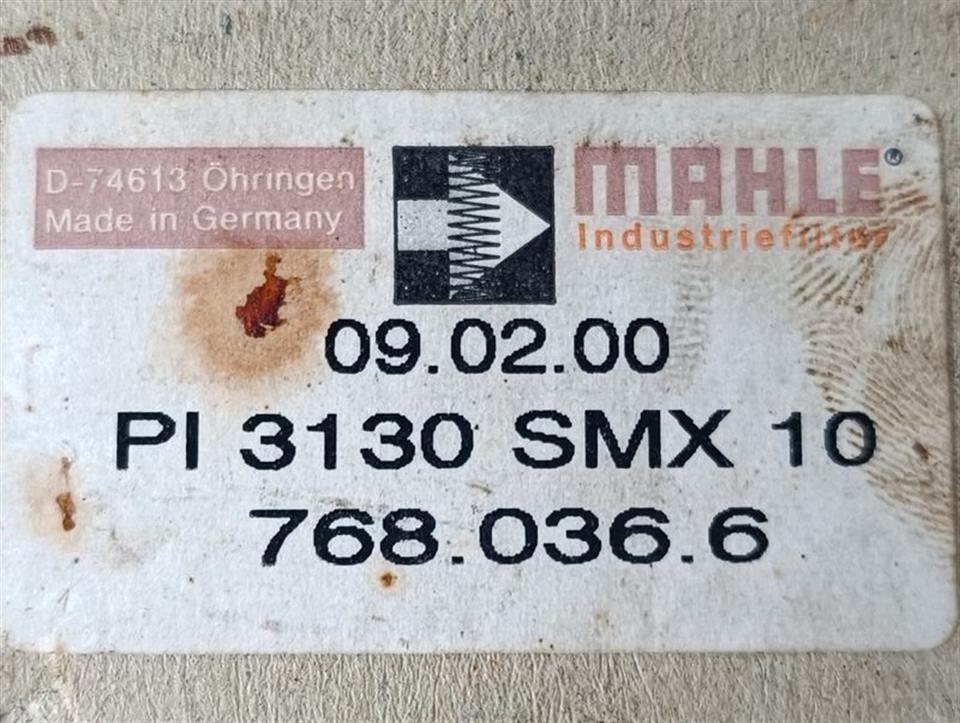 D-74613 Öhringen
Made in Germany
MAHLE®
Industriefilter
09.02.00
PI 3130 SMX 10
768.036.6